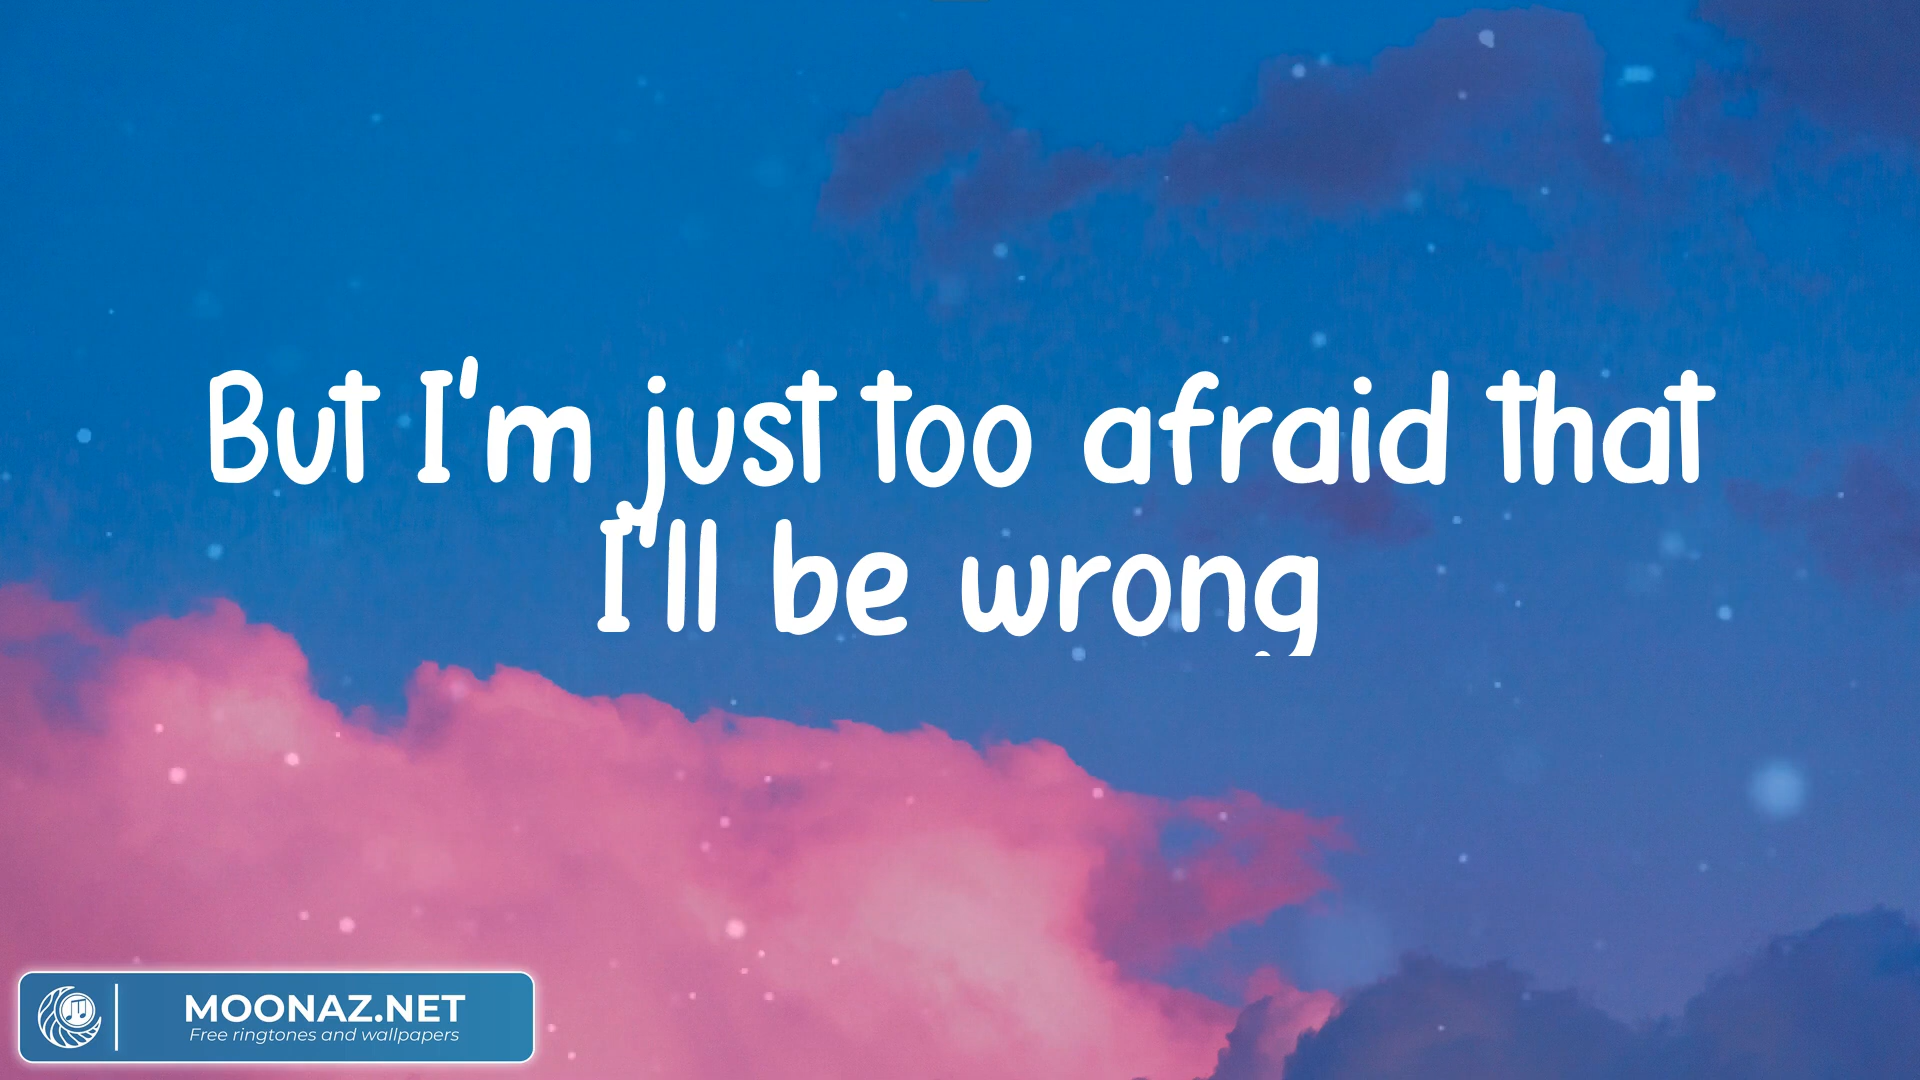 But I'm just too afraid that
I'll be wrong
MOONAZ.NET
Free ringtones and wallpapers